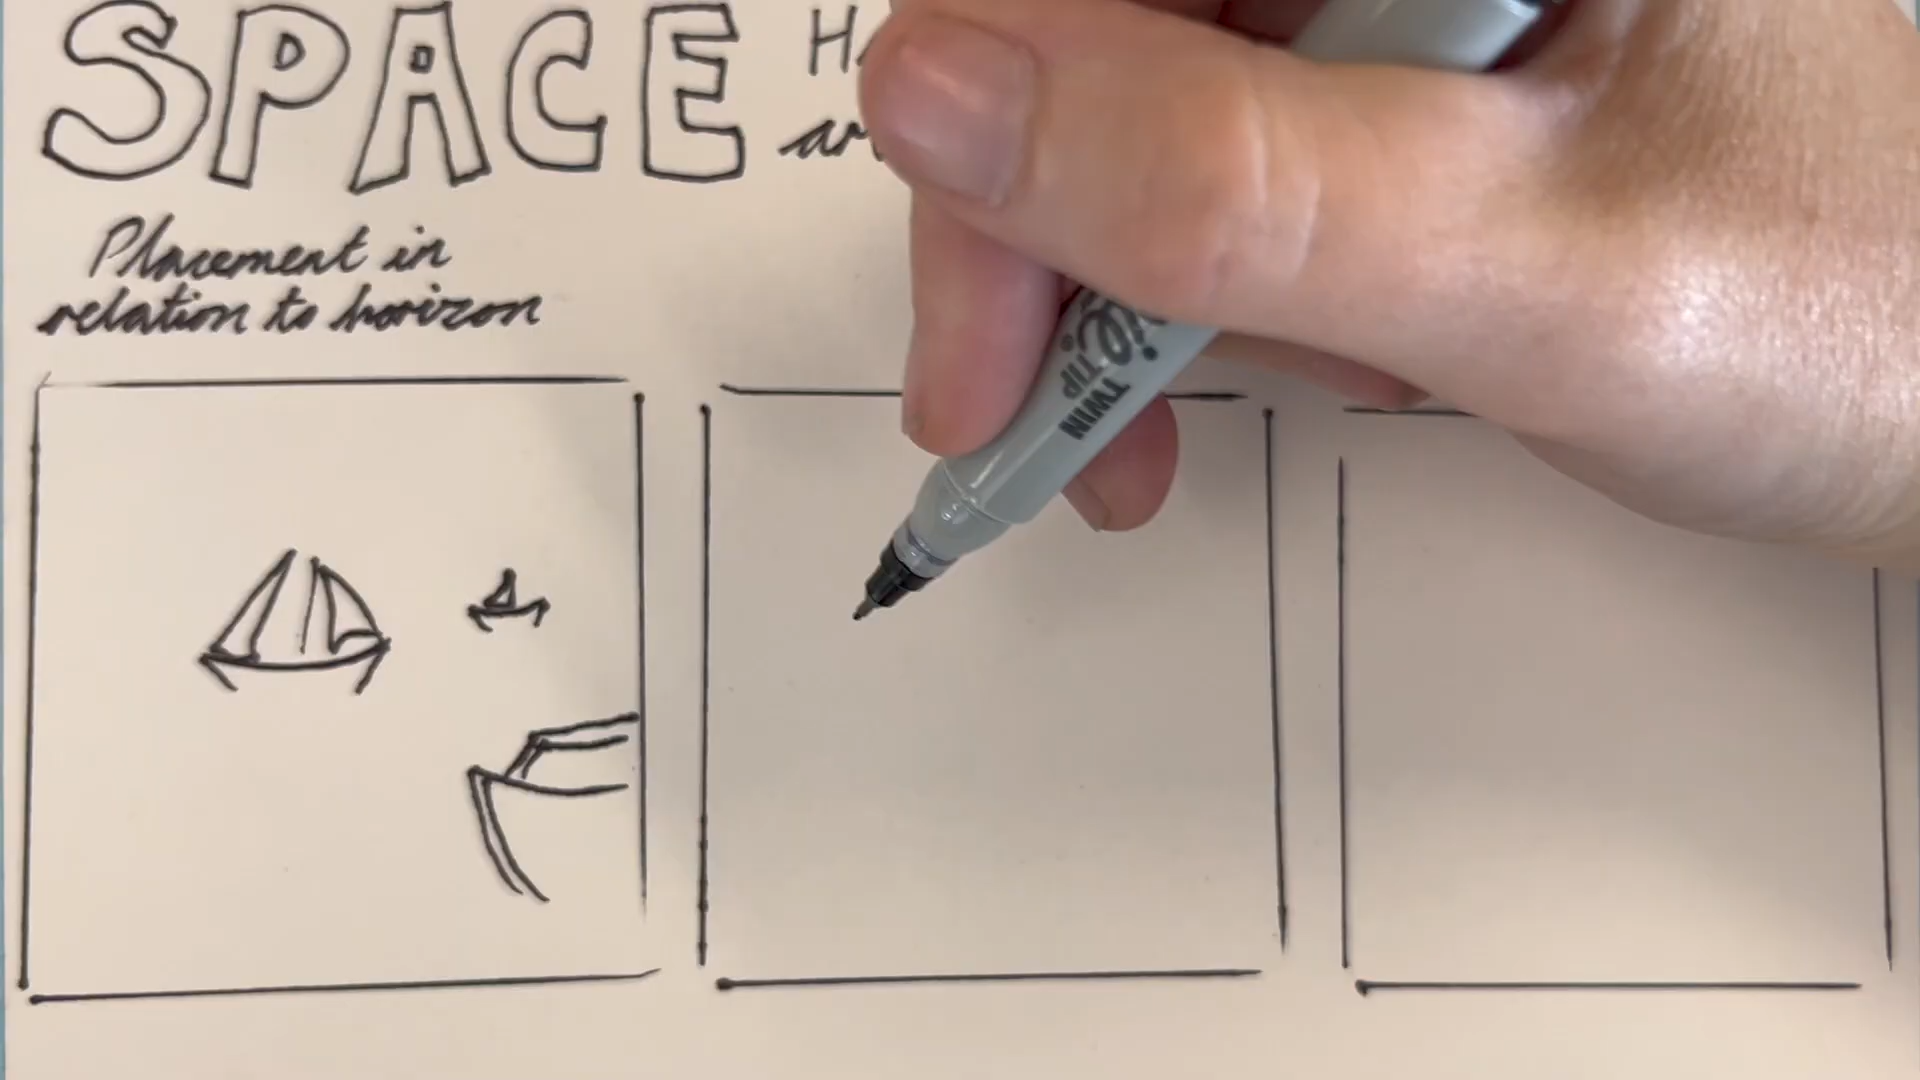 SPACE
Placement in
relation to horizon
TWIN
TIP